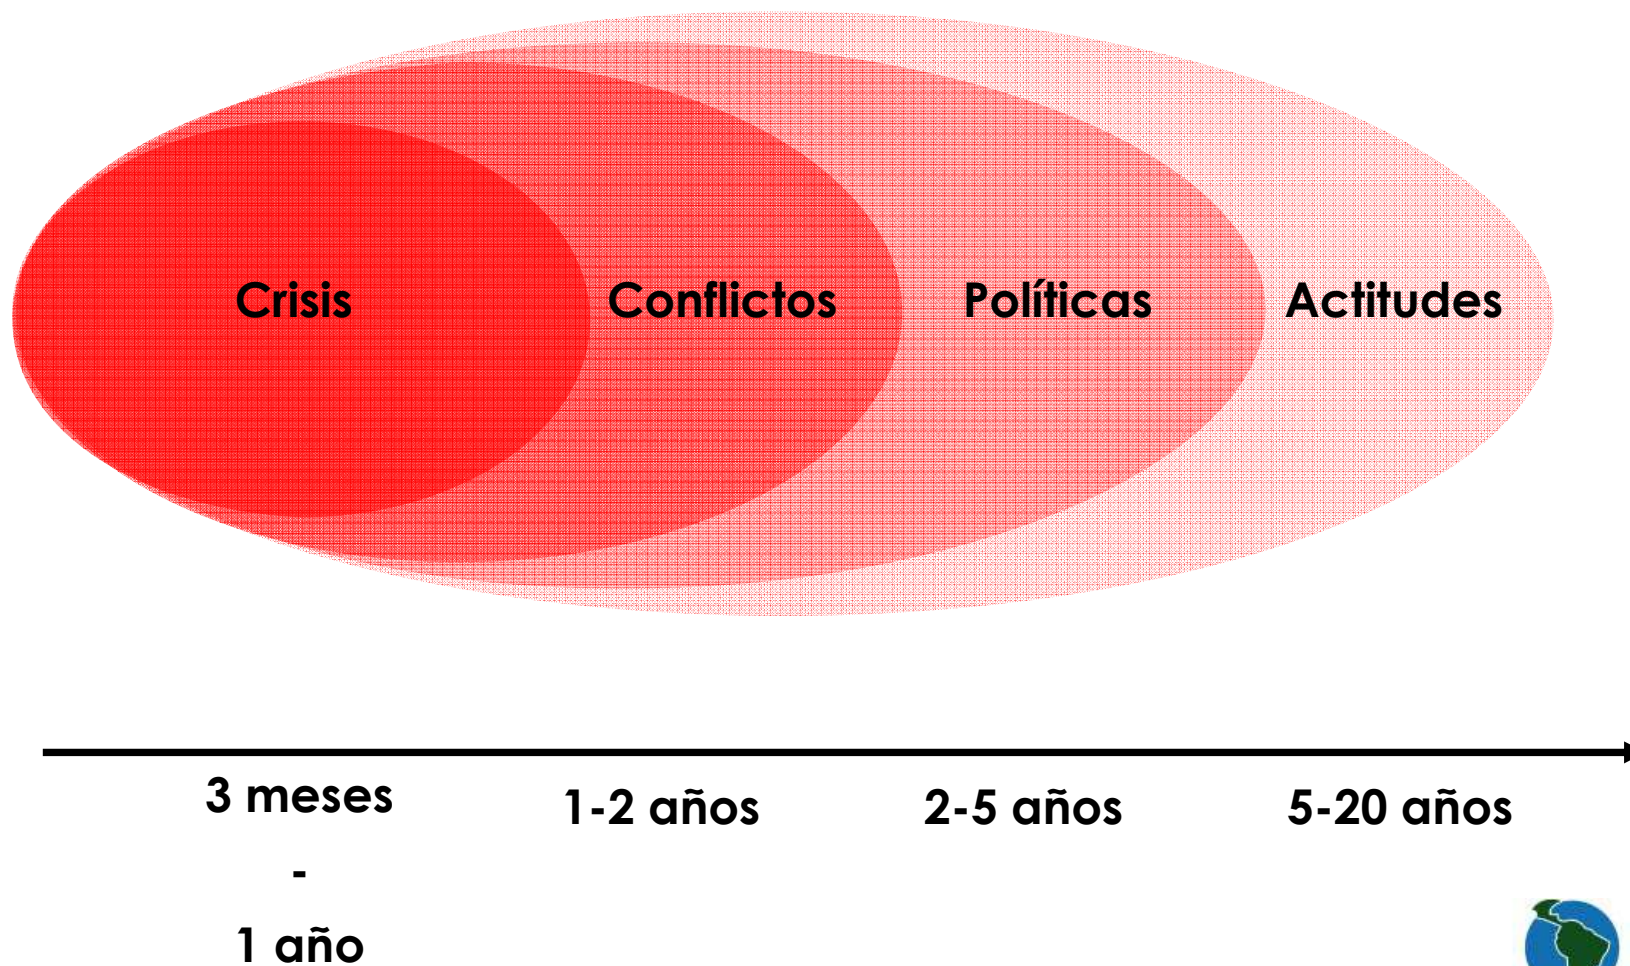 Crisis
Conflictos
Políticas
Actitudes
3 meses
-
1 año
1-2 años
2-5 años
5-20 años